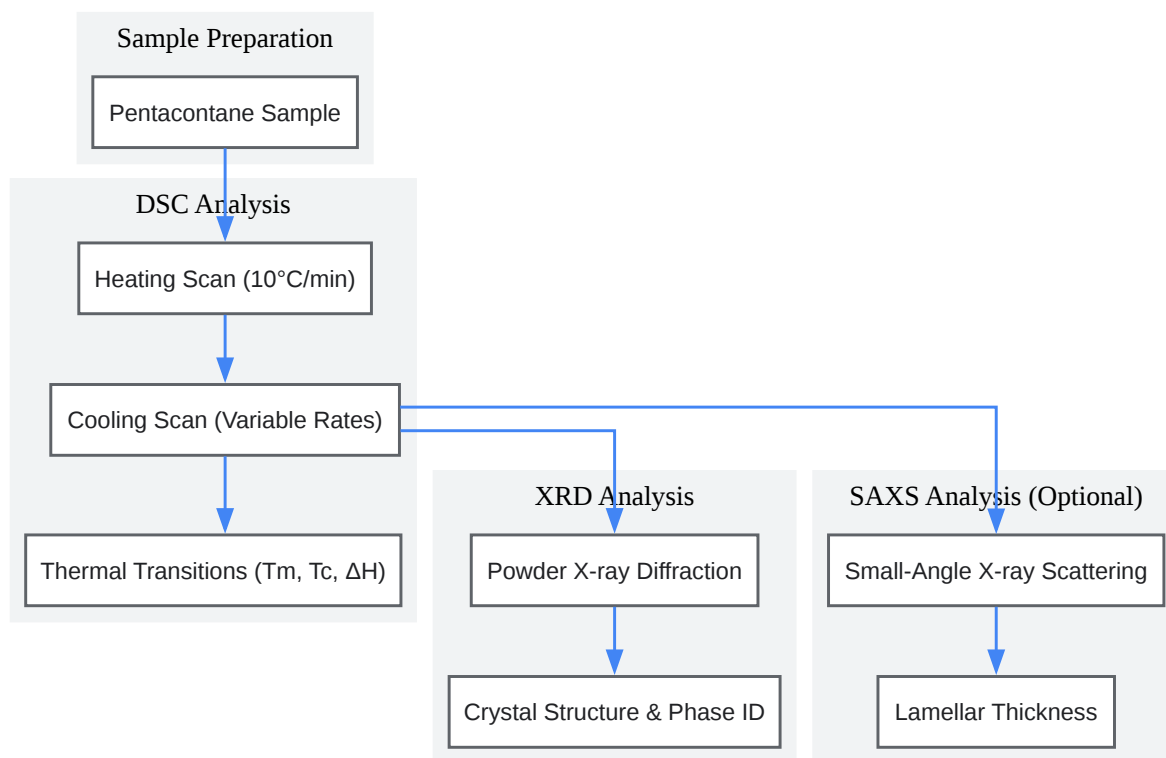 Sample Preparation
Pentacontane Sample
DSC Analysis
Heating Scan (10°C/min)
Cooling Scan (Variable Rates)
Thermal Transitions (Tm, Tc, ΔH)
XRD Analysis
Powder X-ray Diffraction
Crystal Structure & Phase ID
SAXS Analysis (Optional)
Small-Angle X-ray Scattering
Lamellar Thickness